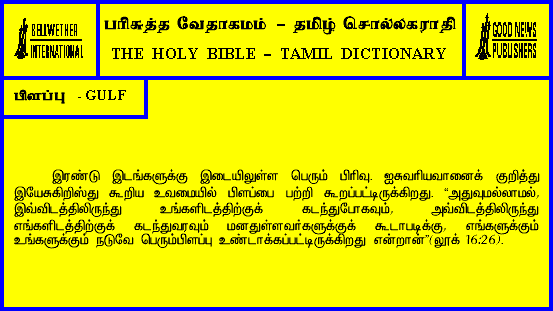 BELLWETHER
INTERNATIONAL
பரிசுத்த வேதாகமம் – தமிழ் சொல்லகராதி
THE HOLY BIBLE – TAMIL DICTIONARY
GOOD NEWS
PUBLISHERS
பிளப்பு - GULF
இரண்டு இடங்களுக்கு இடையிலுள்ள பெரும் பிரிவு. ஐசுவரியவானைக் குறித்து
இயேசுகிறிஸ்து கூறிய உவமையில் பிளப்பை பற்றி கூறப்பட்டிருக்கிறது. “அதுவுமல்லாமல்,
இவ்விடத்திலிருந்து உங்களிடத்திற்குக் கடந்துபோகவும், அவ்விடத்திலிருந்து
எங்களிடத்திற்குக் கடந்துவரவும் மனதுள்ளவர்களுக்குக் கூடாபடிக்கு, எங்களுக்கும்
உங்களுக்கும் நடுவே பெரும்பிளப்பு உண்டாக்கப்பட்டிருக்கிறது என்றான்”(லூக் 16:26).